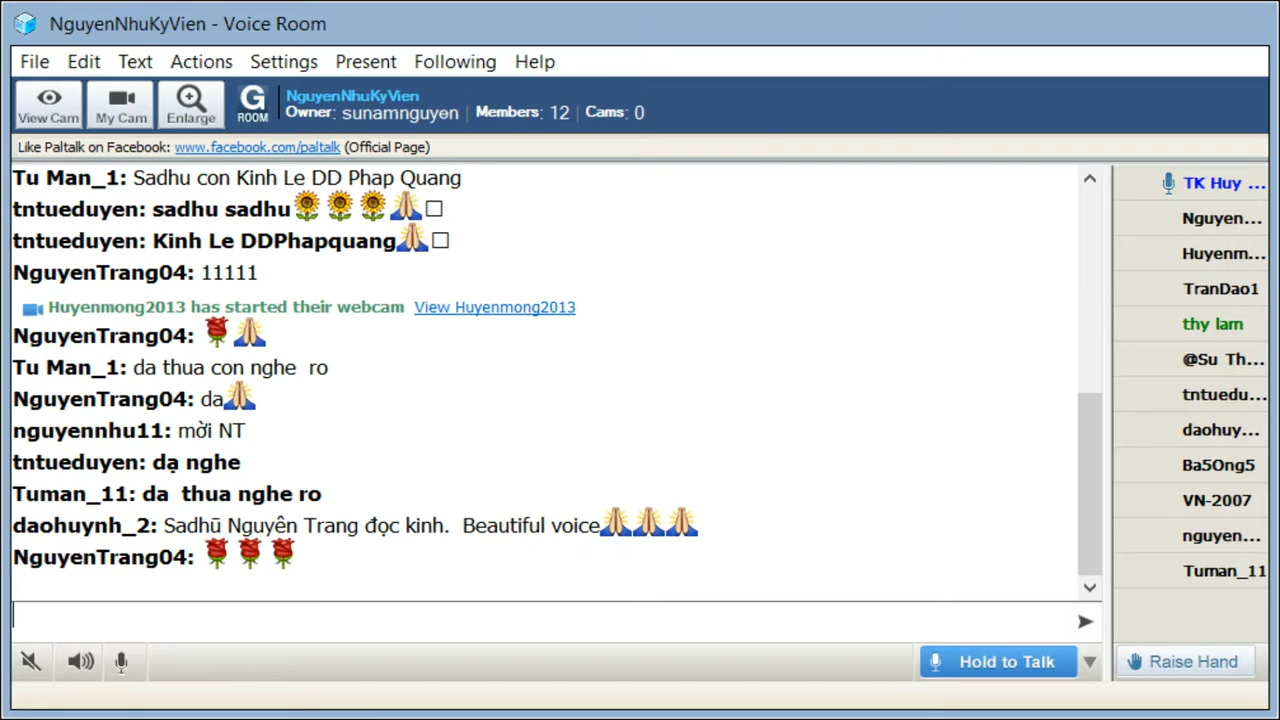 NguyenNhuKyVien - Voice Room
File Edit Text Actions Settings Present Following Help
View Cam My Cam Enlarge G ROOM NguyenNhuKyVien
Owner: sunamnguyen Members: 12 Cams: 0
Like Paltalk on Facebook: www.facebook.com/paltalk (Official Page)
Tu Man_1: Sadhu con Kinh Le DD Phap Quang
tntueduyen: sadhu sadhu🌻🌻🌻🙏□
tntueduyen: Kinh Le DDPhapquang🙏□
NguyenTrang04: 11111
Huyenmong2013 has started their webcam View Huyenmong2013
NguyenTrang04: 🌹🙏
Tu Man_1: da thua con nghe ro
NguyenTrang04: da🙏
nguyennhu11: mời NT
tntueduyen: dạ nghe
Tuman_11: da thua nghe ro
daohuynh_2: Sadhū Nguyên Trang đọc kinh. Beautiful voice🙏🙏🙏
NguyenTrang04: 🌹🌹🌹
TK Huy ...
Nguyen...
Huyenm...
TranDao1
thy lam
@Su Th...
tntuedu...
daohuy...
Ba5Ong5
VN-2007
nguyen...
Tuman_11
Hold to Talk
Raise Hand